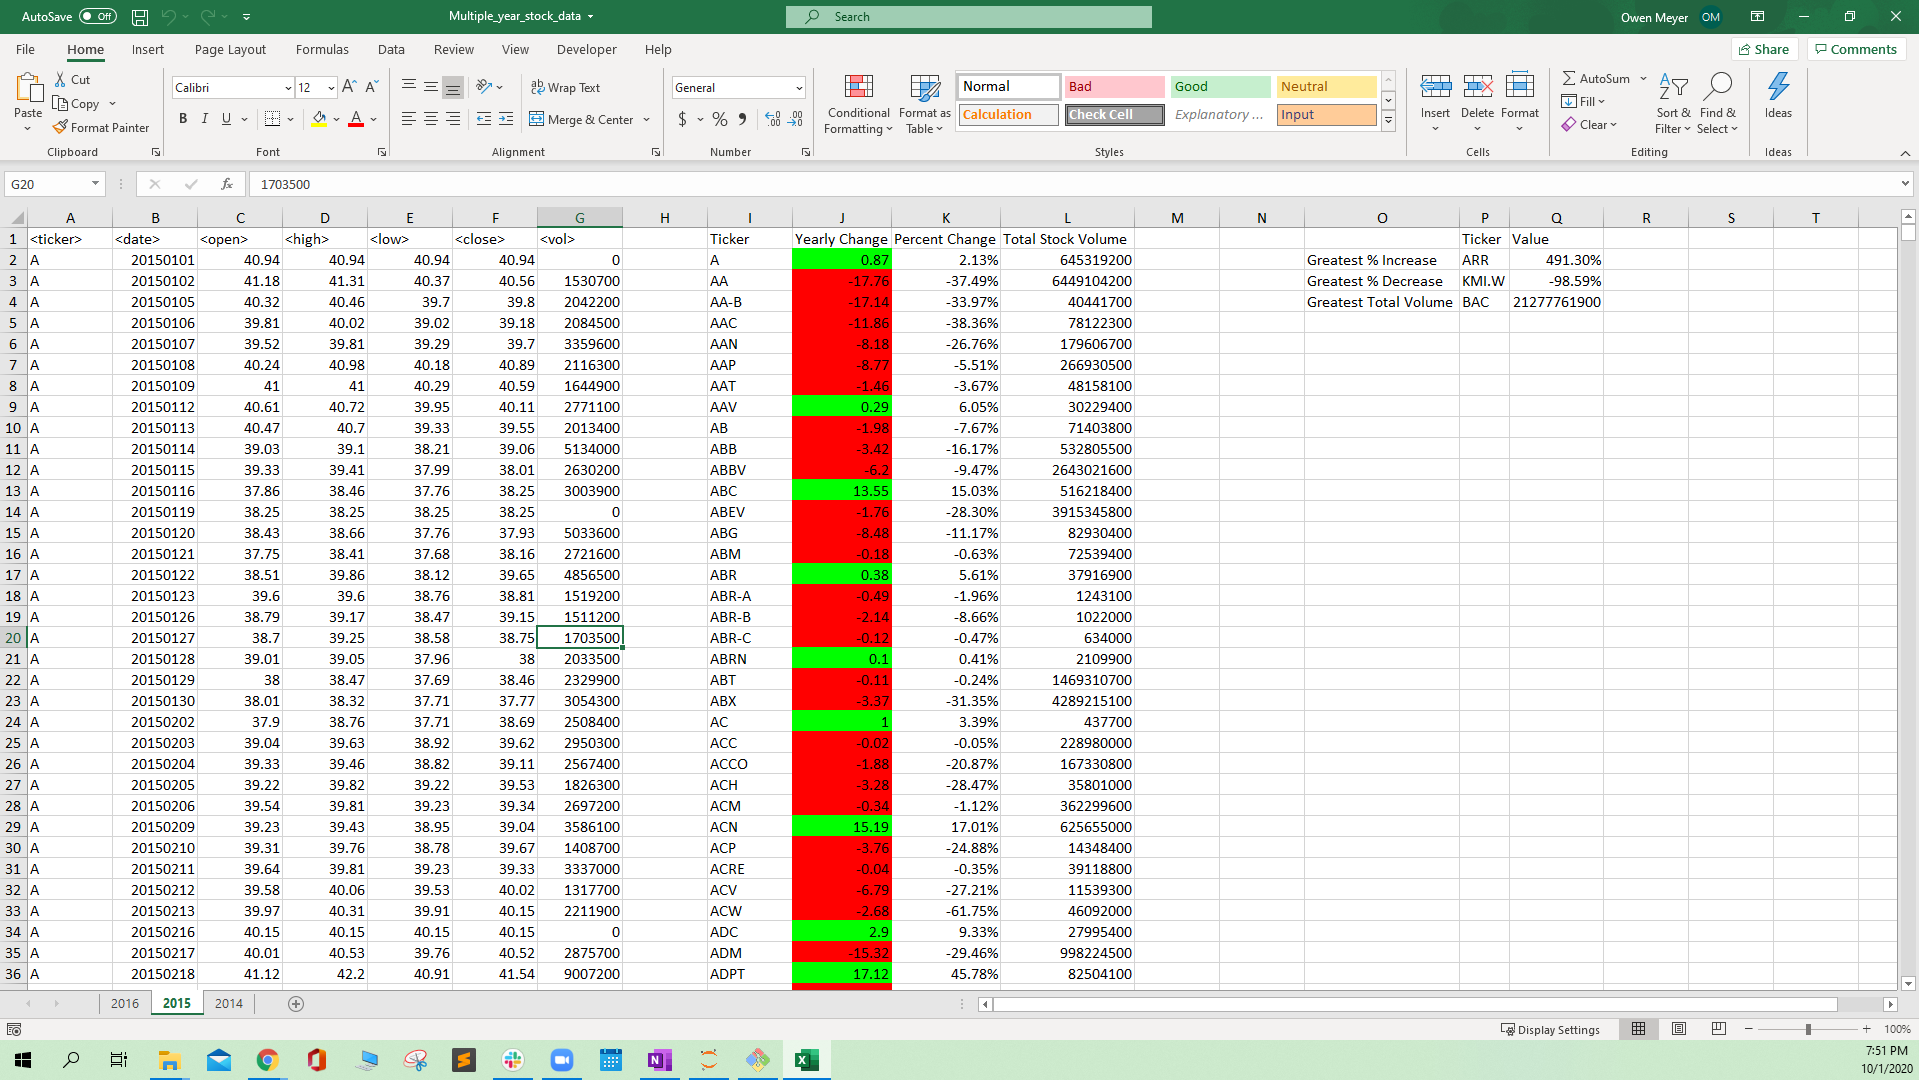 AutoSave Off Multiple_year_stock_data Search Owen Meyer OM
File Home Insert Page Layout Formulas Data Review View Developer Help Share Comments
Paste Cut Copy Format Painter Calibri 12 B I U A Wrap Text Merge & Center General $ % Conditional Formatting Format as Table Normal Bad Good Neutral Calculation Check Cell Explanatory ... Input Insert Delete Format AutoSum Fill Clear Sort & Filter Find & Select Ideas
Clipboard Font Alignment Number Styles Cells Editing Ideas
G20 fx 1703500
A B C D E F G H I J K L M N O P Q R S T
1 <ticker> <date> <open> <high> <low> <close> <vol> Ticker Yearly Change Percent Change Total Stock Volume Ticker Value
2 A 20150101 40.94 40.94 40.94 40.94 0 A 0.87 2.13% 645319200 Greatest % Increase ARR 491.30%
3 A 20150102 41.18 41.31 40.37 40.56 1530700 AA -17.76 -37.49% 6449104200 Greatest % Decrease KMI.W -98.59%
4 A 20150105 40.32 40.46 39.7 39.8 2042200 AA-B -17.14 -33.97% 40441700 Greatest Total Volume BAC 21277761900
5 A 20150106 39.81 40.02 39.02 39.18 2084500 AAC -11.86 -38.36% 78122300
6 A 20150107 39.52 39.81 39.29 39.7 3359600 AAN -8.18 -26.76% 179606700
7 A 20150108 40.24 40.98 40.18 40.89 2116300 AAP -8.77 -5.51% 266930500
8 A 20150109 41 41 40.29 40.59 1644900 AAT -1.46 -3.67% 48158100
9 A 20150112 40.61 40.72 39.95 40.11 2771100 AAV 0.29 6.05% 30229400
10 A 20150113 40.47 40.7 39.33 39.55 2013400 AB -1.98 -7.67% 71403800
11 A 20150114 39.03 39.1 38.21 39.06 5134000 ABB -3.42 -16.17% 532805500
12 A 20150115 39.33 39.41 37.99 38.01 2630200 ABBV -6.2 -9.47% 2643021600
13 A 20150116 37.86 38.46 37.76 38.25 3003900 ABC 13.55 15.03% 516218400
14 A 20150119 38.25 38.25 38.25 38.25 0 ABEV -1.76 -28.30% 3915345800
15 A 20150120 38.43 38.66 37.76 37.93 5033600 ABG -8.48 -11.17% 82930400
16 A 20150121 37.75 38.41 37.68 38.16 2721600 ABM -0.18 -0.63% 72539400
17 A 20150122 38.51 39.86 38.12 39.65 4856500 ABR 0.38 5.61% 37916900
18 A 20150123 39.6 39.6 38.76 38.81 1519200 ABR-A -0.49 -1.96% 1243100
19 A 20150126 38.79 39.17 38.47 39.15 1511200 ABR-B -2.14 -8.66% 1022000
20 A 20150127 38.7 39.25 38.58 38.75 1703500 ABR-C -0.12 -0.47% 634000
21 A 20150128 39.01 39.05 37.96 38 2033500 ABRN 0.1 0.41% 2109900
22 A 20150129 38 38.47 37.69 38.46 2329900 ABT -0.11 -0.24% 1469310700
23 A 20150130 38.01 38.32 37.71 37.77 3054300 ABX -3.37 -31.35% 4289215100
24 A 20150202 37.9 38.76 37.71 38.69 2508400 AC 1 3.39% 437700
25 A 20150203 39.04 39.63 38.92 39.62 2950300 ACC -0.02 -0.05% 228980000
26 A 20150204 39.33 39.46 38.82 39.11 2567400 ACCO -1.88 -20.87% 167330800
27 A 20150205 39.22 39.82 39.22 39.53 1826300 ACH -3.28 -28.47% 35801000
28 A 20150206 39.54 39.81 39.23 39.34 2697200 ACM -0.34 -1.12% 362299600
29 A 20150209 39.23 39.43 38.95 39.04 3586100 ACN 15.19 17.01% 625655000
30 A 20150210 39.31 39.76 38.78 39.67 1408700 ACP -3.76 -24.88% 14348400
31 A 20150211 39.64 39.81 39.23 39.33 3337000 ACRE -0.04 -0.35% 39118800
32 A 20150212 39.58 40.06 39.53 40.02 1317700 ACV -6.79 -27.21% 11539300
33 A 20150213 39.97 40.31 39.91 40.15 2211900 ACW -2.68 -61.75% 46092000
34 A 20150216 40.15 40.15 40.15 40.15 0 ADC 2.9 9.33% 27995400
35 A 20150217 40.01 40.53 39.76 40.52 2875700 ADM -15.32 -29.46% 998224500
36 A 20150218 41.12 42.2 40.91 41.54 9007200 ADPT 17.12 45.78% 82504100
2016 2015 2014
Display Settings 100%
7:51 PM
10/1/2020